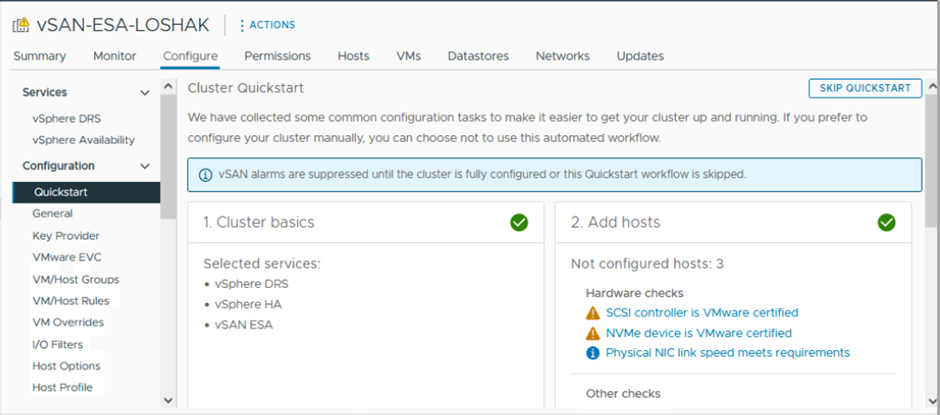 vSAN-ESA-LOSHAK
ACTIONS
Summary Monitor Configure Permissions Hosts VMs Datastores Networks Updates
Services
vSphere DRS
vSphere Availability
Configuration
Quickstart
General
Key Provider
VMware EVC
VM/Host Groups
VM/Host Rules
VM Overrides
I/O Filters
Host Options
Host Profile
Cluster Quickstart
SKIP QUICKSTART
We have collected some common configuration tasks to make it easier to get your cluster up and running. If you prefer to
configure your cluster manually, you can choose not to use this automated workflow.
vSAN alarms are suppressed until the cluster is fully configured or this Quickstart workflow is skipped.
1. Cluster basics
Selected services:
• vSphere DRS
• vSphere HA
• vSAN ESA
2. Add hosts
Not configured hosts: 3
Hardware checks
SCSI controller is VMware certified
NVMe device is VMware certified
Physical NIC link speed meets requirements
Other checks